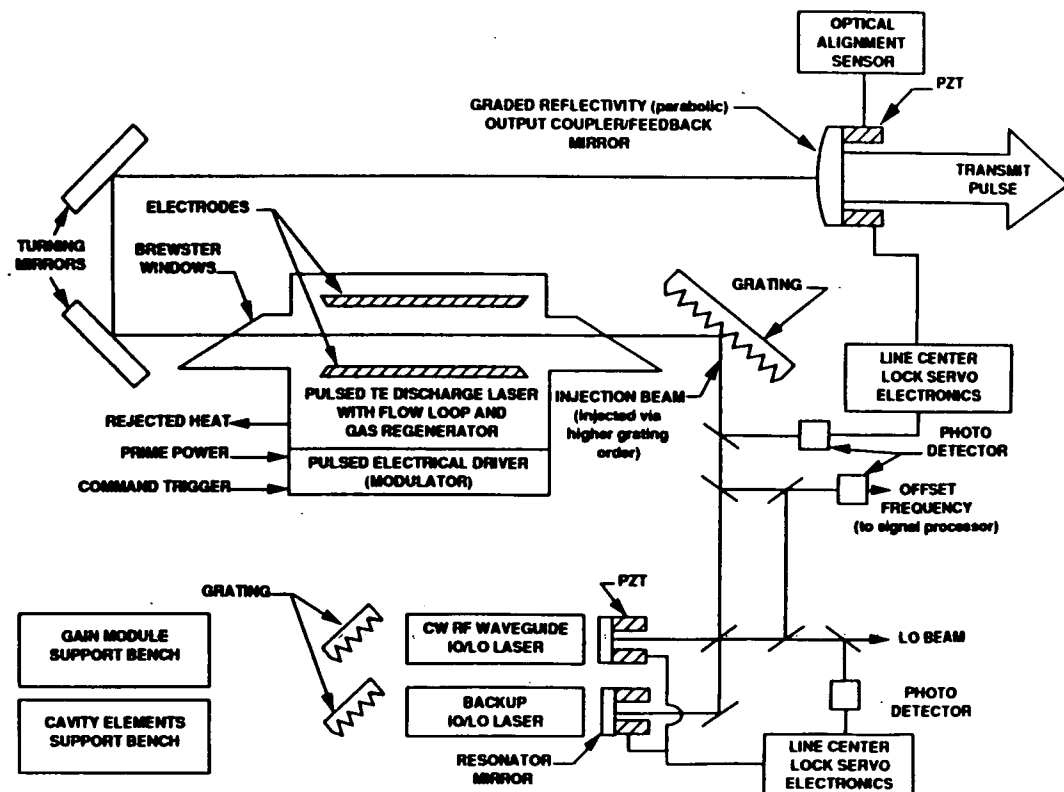 OPTICAL
ALIGNMENT
SENSOR
PZT
GRADED REFLECTIVITY (parabolic)
OUTPUT COUPLER/FEEDBACK
MIRROR
TRANSMIT
PULSE
ELECTRODES
TURNING
MIRRORS
BREWSTER
WINDOWS
GRATING
LINE CENTER
LOCK SERVO
ELECTRONICS
INJECTION BEAM
(injected via
higher grating
order)
PULSED TE DISCHARGE LASER
WITH FLOW LOOP AND
GAS REGENERATOR
REJECTED HEAT
PRIME POWER
COMMAND TRIGGER
PULSED ELECTRICAL DRIVER
(MODULATOR)
PHOTO
DETECTOR
OFFSET
FREQUENCY
(to signal processor)
GRATING
PZT
GAIN MODULE
SUPPORT BENCH
CW RF WAVEGUIDE
IO/LO LASER
LO BEAM
CAVITY ELEMENTS
SUPPORT BENCH
BACKUP
IO/LO LASER
PHOTO
DETECTOR
RESONATOR
MIRROR
LINE CENTER
LOCK SERVO
ELECTRONICS